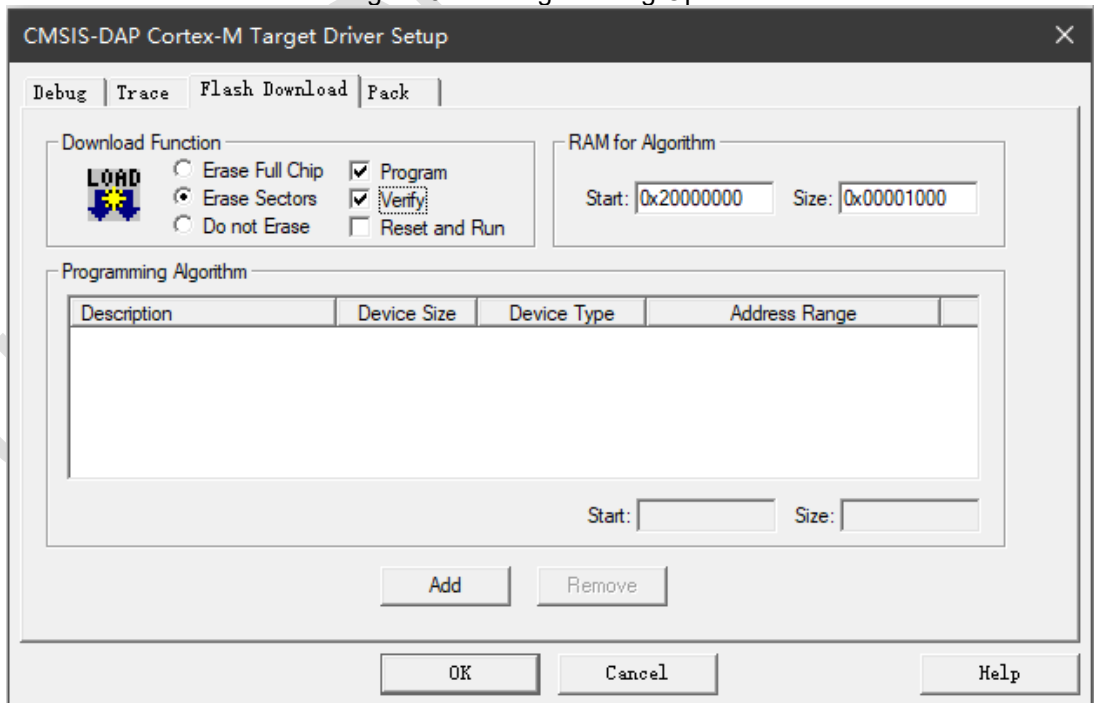 CMSIS-DAP Cortex-M Target Driver Setup
Debug Trace Flash Download Pack
Download Function
LOAD
Erase Full Chip
Erase Sectors
Do not Erase
Program
Verify
Reset and Run
RAM for Algorithm
Start: 0x20000000 Size: 0x00001000
Programming Algorithm
Description Device Size Device Type Address Range
Start: Size:
Add Remove
OK Cancel Help